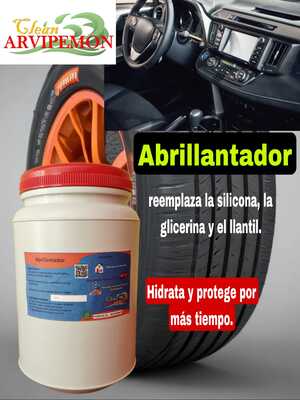 Clean
ARVIPEMON
Abrillantador
reemplaza la silicona, la
glicerina y el llantil.
Hidrata y protege por
más tiempo.
Abrillantador